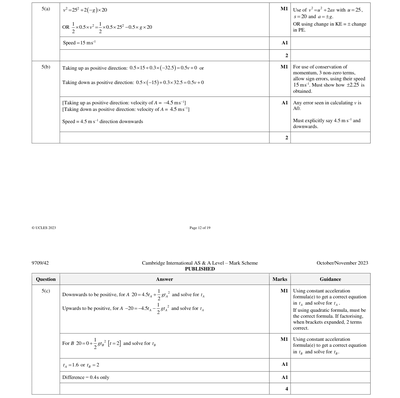 5(a)
v² = 25² + 2(−g)×20
M1
Use of v² = u² + 2as with u = 25, s = 20 and a = ±g.
OR 1/2 × 0.5 × v² = 1/2 × 0.5 × 25² − 0.5 × g × 20
OR using change in KE = ± change in PE.
Speed = 15 ms⁻¹
A1
2
5(b)
Taking up as positive direction: 0.5×15 + 0.3×(−32.5) = 0.5v + 0 or
Taking down as positive direction: 0.5×(−15) + 0.3×32.5 = 0.5v + 0
M1
For use of conservation of
momentum, 3 non-zero terms,
allow sign errors, using their speed
15 ms⁻¹. Must show how ±2.25 is
obtained.
[Taking up as positive direction: velocity of A = −4.5 ms⁻¹]
[Taking down as positive direction: velocity of A = 4.5 ms⁻¹]
Speed = 4.5 m s⁻¹ direction downwards
A1
Any error seen in calculating v is
A0.
Must explicitly say 4.5 m s⁻¹ and
downwards.
2
© UCLES 2023
Page 12 of 19
9709/42
Cambridge International AS & A Level – Mark Scheme
October/November 2023
PUBLISHED
Question
Answer
Marks
Guidance
5(c)
Downwards to be positive, for A 20 = 4.5t_A + 1/2 g t_A² and solve for t_A
Upwards to be positive, for A −20 = −4.5t_A − 1/2 g t_A² and solve for t_A
M1
Using constant acceleration
formula(e) to get a correct equation
in t_A and solve for t_A.
If using quadratic formula, must be
the correct formula. If factorising,
when brackets expanded, 2 terms
correct.
For B 20 = 0 + 1/2 g t_B² [t = 2] and solve for t_B
M1
Using constant acceleration
formula(e) to get a correct equation
in t_B and solve for t_B.
t_A = 1.6 or t_B = 2
A1
Difference = 0.4s only
A1
4